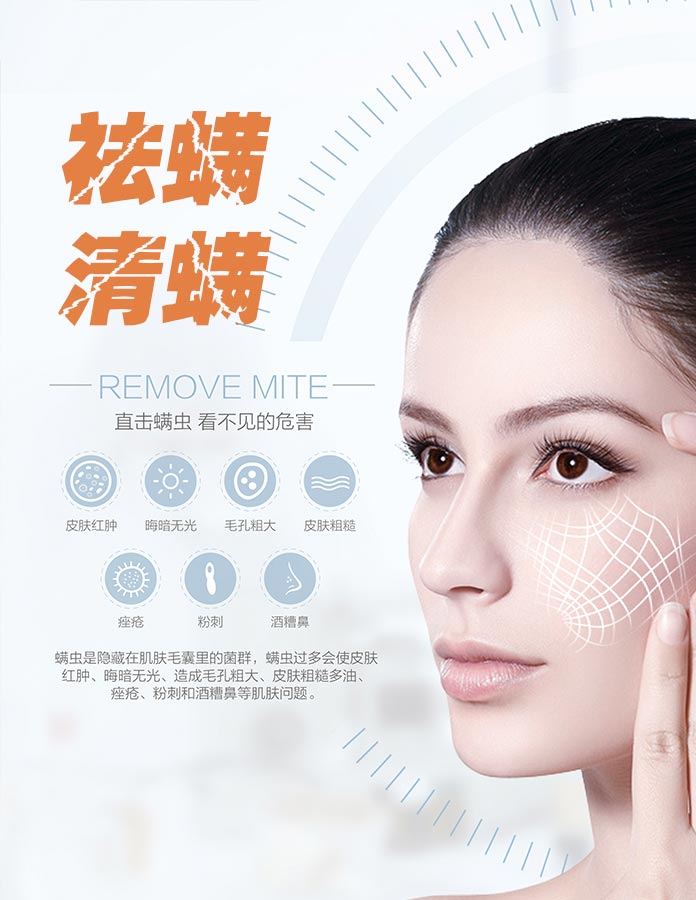 祛螨
清螨
REMOVE MITE
直击螨虫 看不见的危害
皮肤红肿 晦暗无光 毛孔粗大 皮肤粗糙
痤疮 粉刺 酒糟鼻
螨虫是隐藏在肌肤毛囊里的菌群，螨虫过多会使皮肤
红肿、晦暗无光、造成毛孔粗大、皮肤粗糙多油、
痤疮、粉刺和酒糟鼻等肌肤问题。